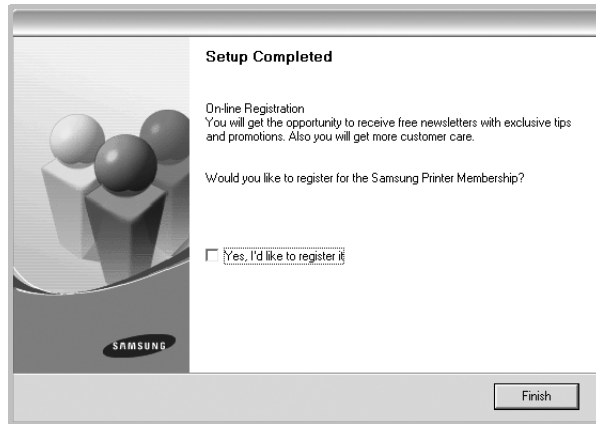 Setup Completed
On-line Registration
You will get the opportunity to receive free newsletters with exclusive tips
and promotions. Also you will get more customer care.
Would you like to register for the Samsung Printer Membership?
Yes, I'd like to register it
SAMSUNG
Finish